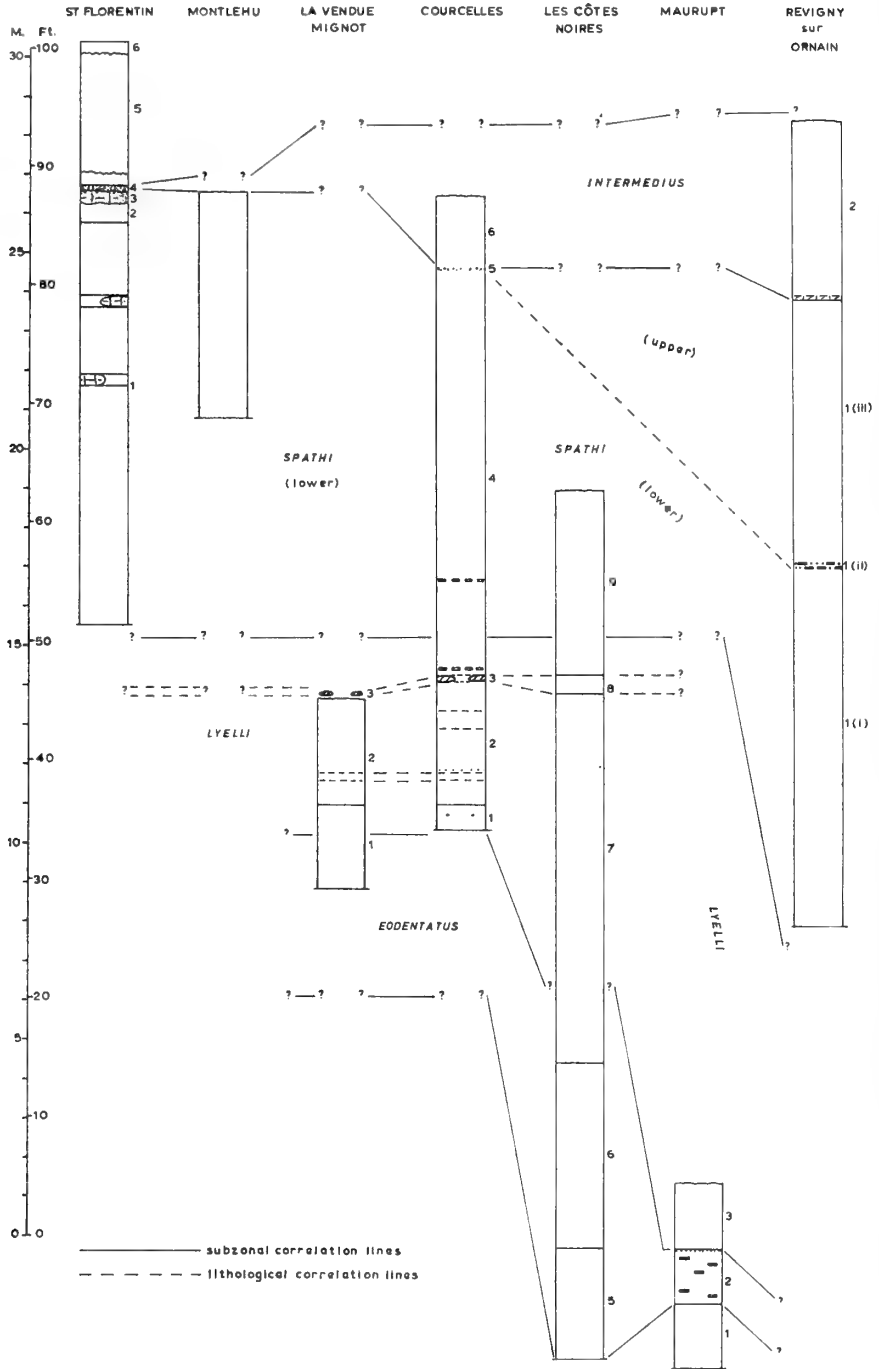 ST FLORENTIN MONTLEHU LA VENDUE MIGNOT COURCELLES LES CÔTES NOIRES MAURUPT REVIGNY sur ORNAIN
M. Ft.
30 100
6
5
? ? ? ? ? ? ? ? ?
? ?
90
4
3
2
? ?
INTERMEDIUS
2
6
25
5
? ? ? ?
80
(upper)
1
70
1(iii)
20
SPATHI
(lower)
4
SPATHI
(lower)
60
9
1(ii)
15 50
? ? ? ? ? ? ?
? ? ? 3 3 ?
8 ?
LYELLI
1(i)
2 2
40
1
10
? 1
7
30
EODENTATUS
LYELLI
?
20
? ? ? ? ? ? ?
5
10
6
3
0 0
subzonal correlation lines
lithological correlation lines
2
5
?
1
?